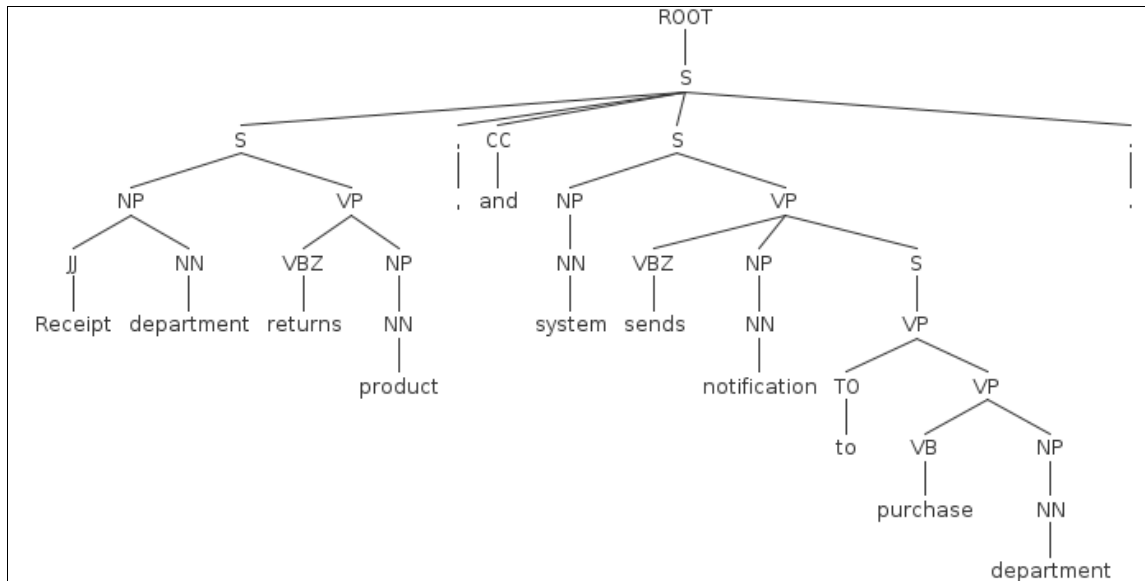 ROOT
S
S , CC S .
, and .
NP VP NP VP
JJ NN VBZ NP NN VBZ NP S
Receipt department returns NN system sends NN VP
product notification TO VP
to VB NP
purchase NN
department